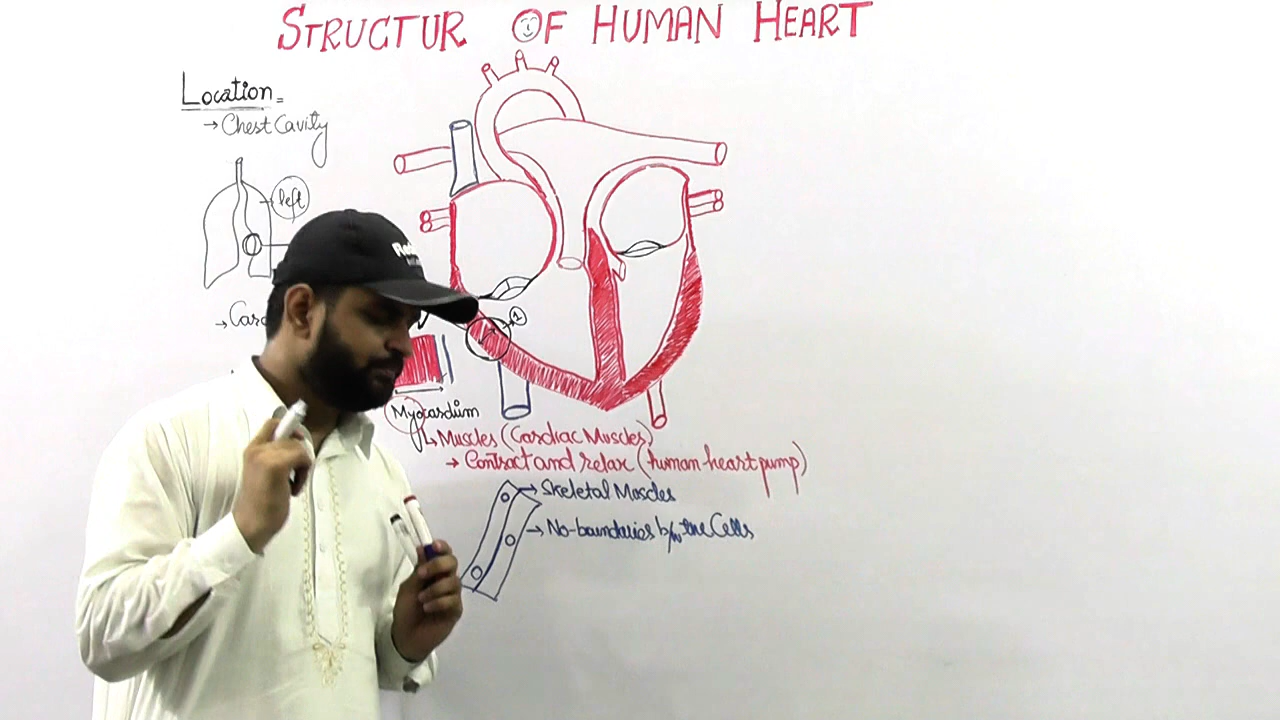 STRUCTUR OF HUMAN HEART
Location =
→ Chest Cavity
left
①
Myocardium
↳ Muscles (Cardiac Muscles)
→ Contract and relax (human heart pump)
→ Skeletal Muscles
→ No-boundaries b/w the Cells